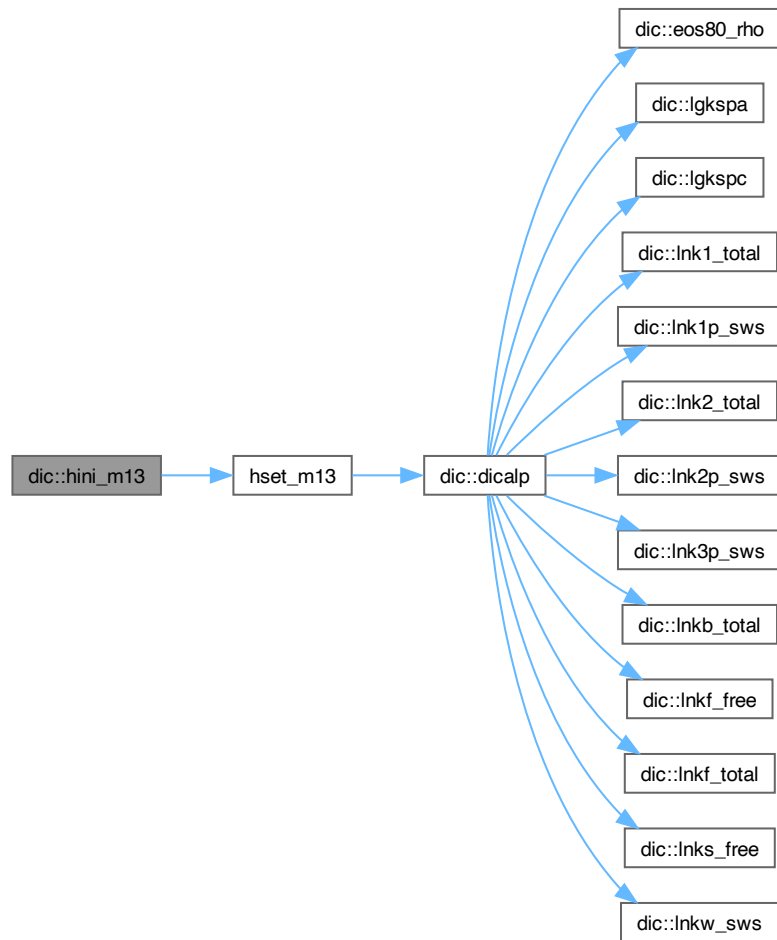 dic::eos80_rho
dic::lgkspa
dic::lgkspc
dic::lnk1_total
dic::lnk1p_sws
dic::lnk2_total
dic::hini_m13
hset_m13
dic::dicalp
dic::lnk2p_sws
dic::lnk3p_sws
dic::lnkb_total
dic::lnkf_free
dic::lnkf_total
dic::lnks_free
dic::lnkw_sws